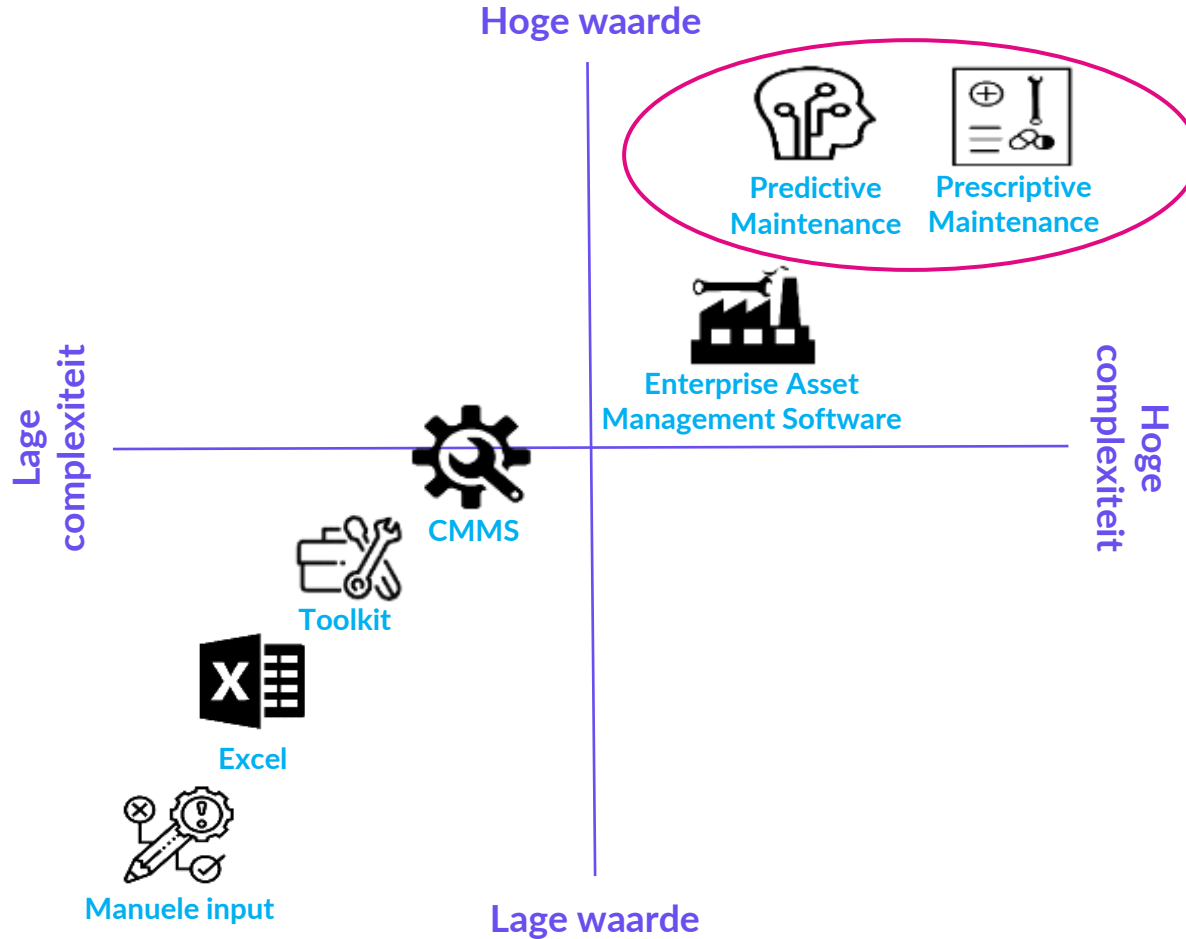 Hoge waarde
Predictive
Maintenance
Prescriptive
Maintenance
Enterprise Asset
Management Software
Lage
complexiteit
Hoge
complexiteit
CMMS
Toolkit
X
Excel
Manuele input
Lage waarde